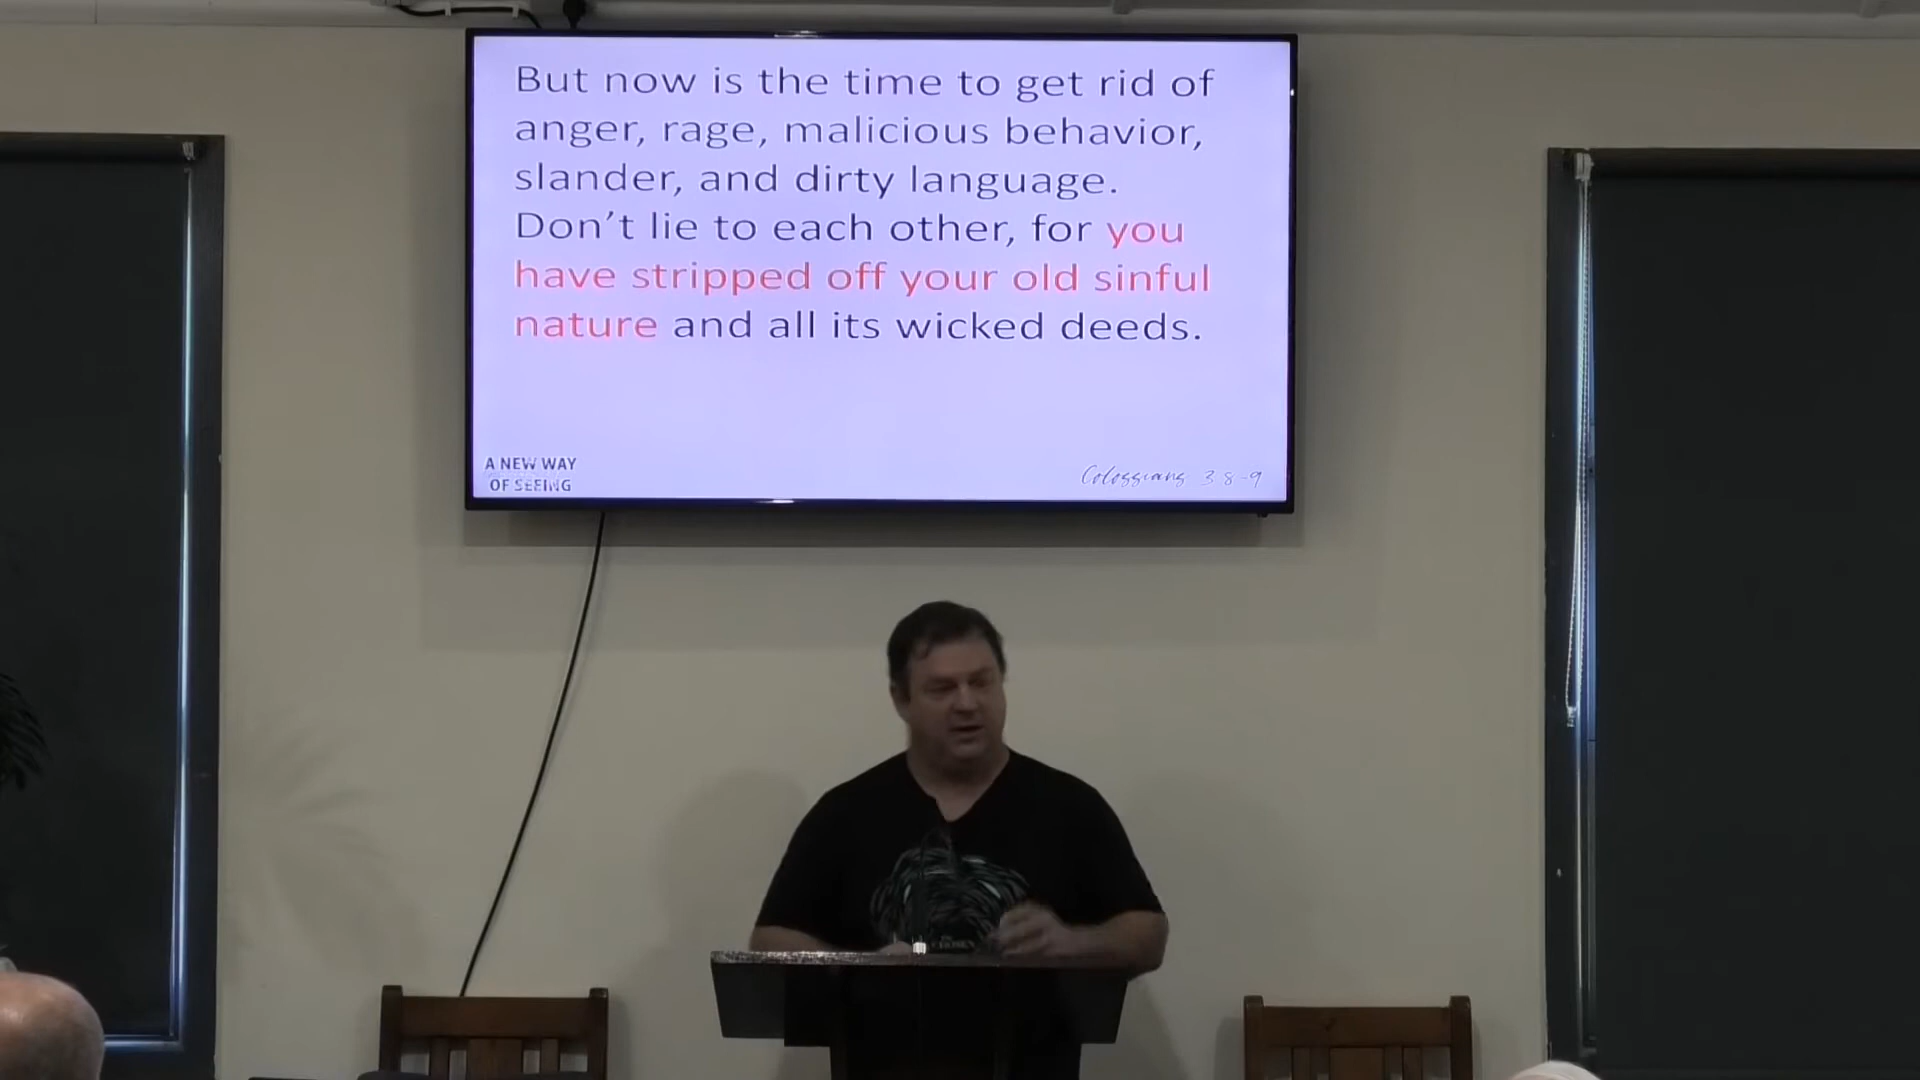 But now is the time to get rid of
anger, rage, malicious behavior,
slander, and dirty language.
Don't lie to each other, for you
have stripped off your old sinful
nature and all its wicked deeds.
A NEW WAY
OF SEEING
Colossians 3 8-9
CHOSEN